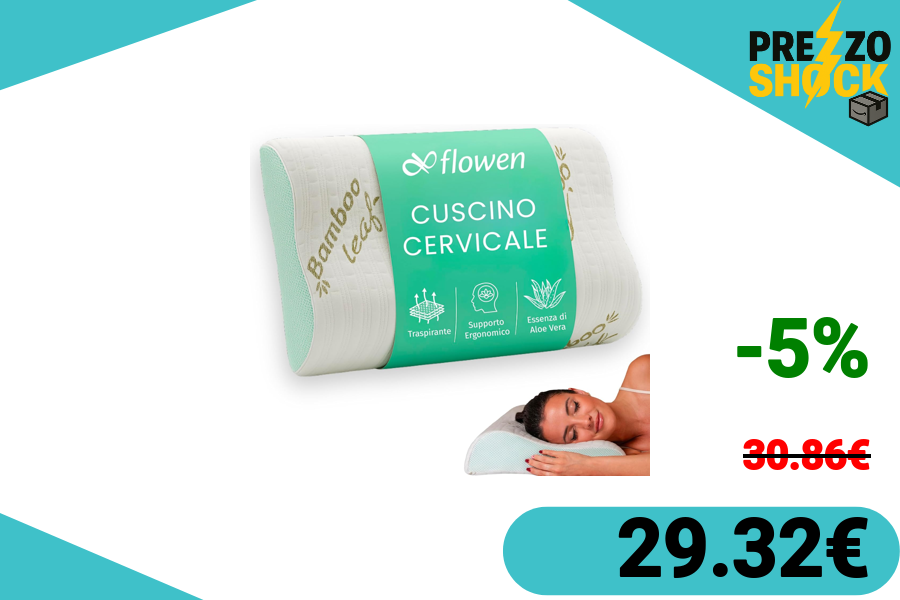 PREZZO
SHOCK
flowen
CUSCINO
CERVICALE
Bamboo
leaf
Traspirante
Supporto
Ergonomico
Essenza di
Aloe Vera
-5%
30.86€
29.32€